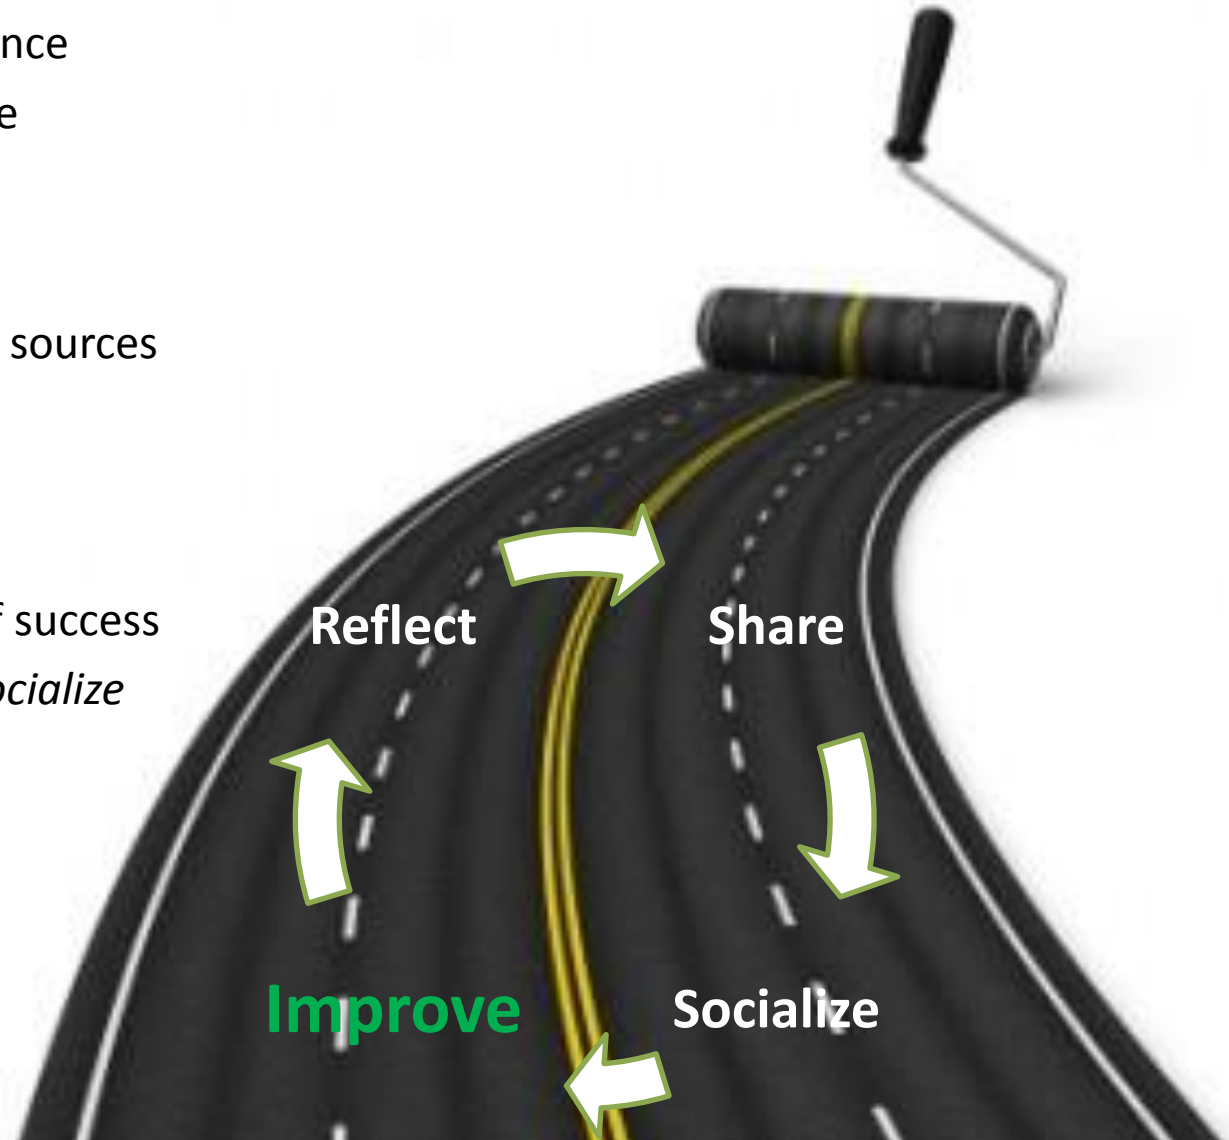 nce
e
sources
f success
ocialize
Reflect
Share
Improve
Socialize